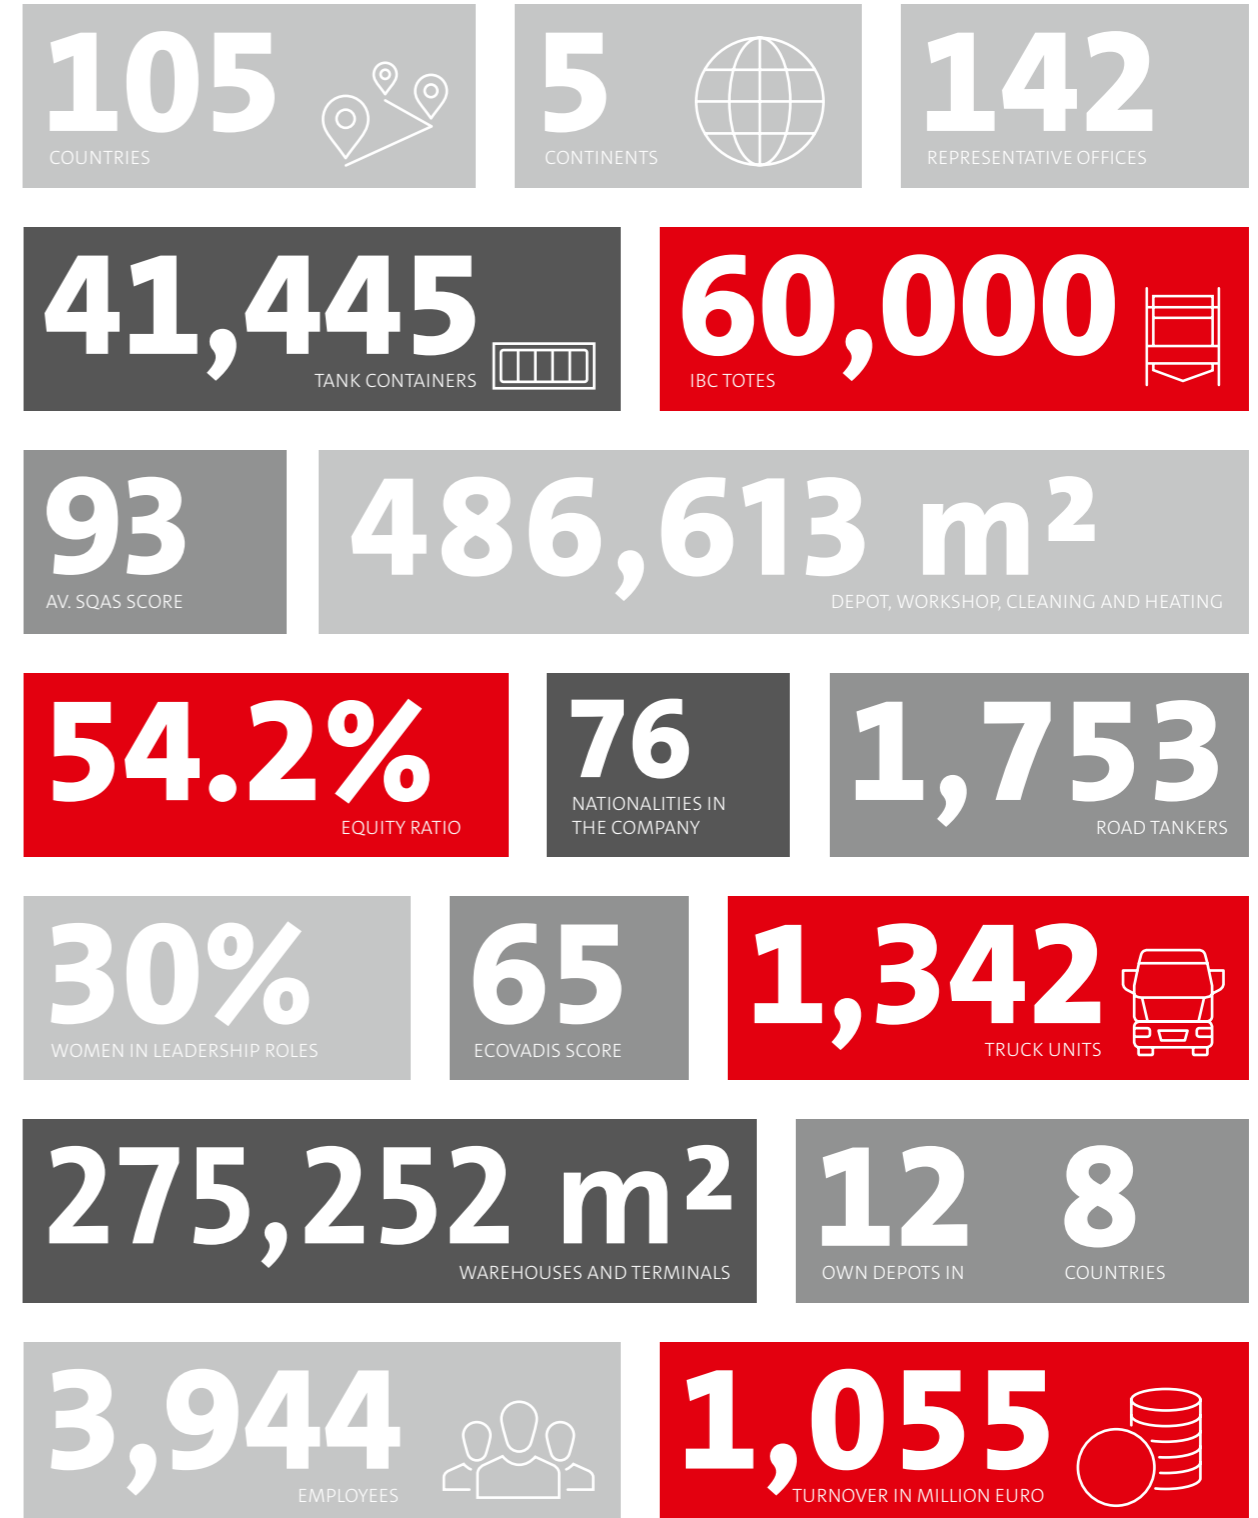 105
COUNTRIES
5
CONTINENTS
142
REPRESENTATIVE OFFICES
41,445
TANK CONTAINERS
60,000
IBC TOTES
93
AV. SQAS SCORE
486,613 m²
DEPOT, WORKSHOP, CLEANING AND HEATING
54.2%
EQUITY RATIO
76
NATIONALITIES IN
THE COMPANY
1,753
ROAD TANKERS
30%
WOMEN IN LEADERSHIP ROLES
65
ECOVADIS SCORE
1,342
TRUCK UNITS
275,252 m²
WAREHOUSES AND TERMINALS
12 8
OWN DEPOTS IN COUNTRIES
3,944
EMPLOYEES
1,055
TURNOVER IN MILLION EURO